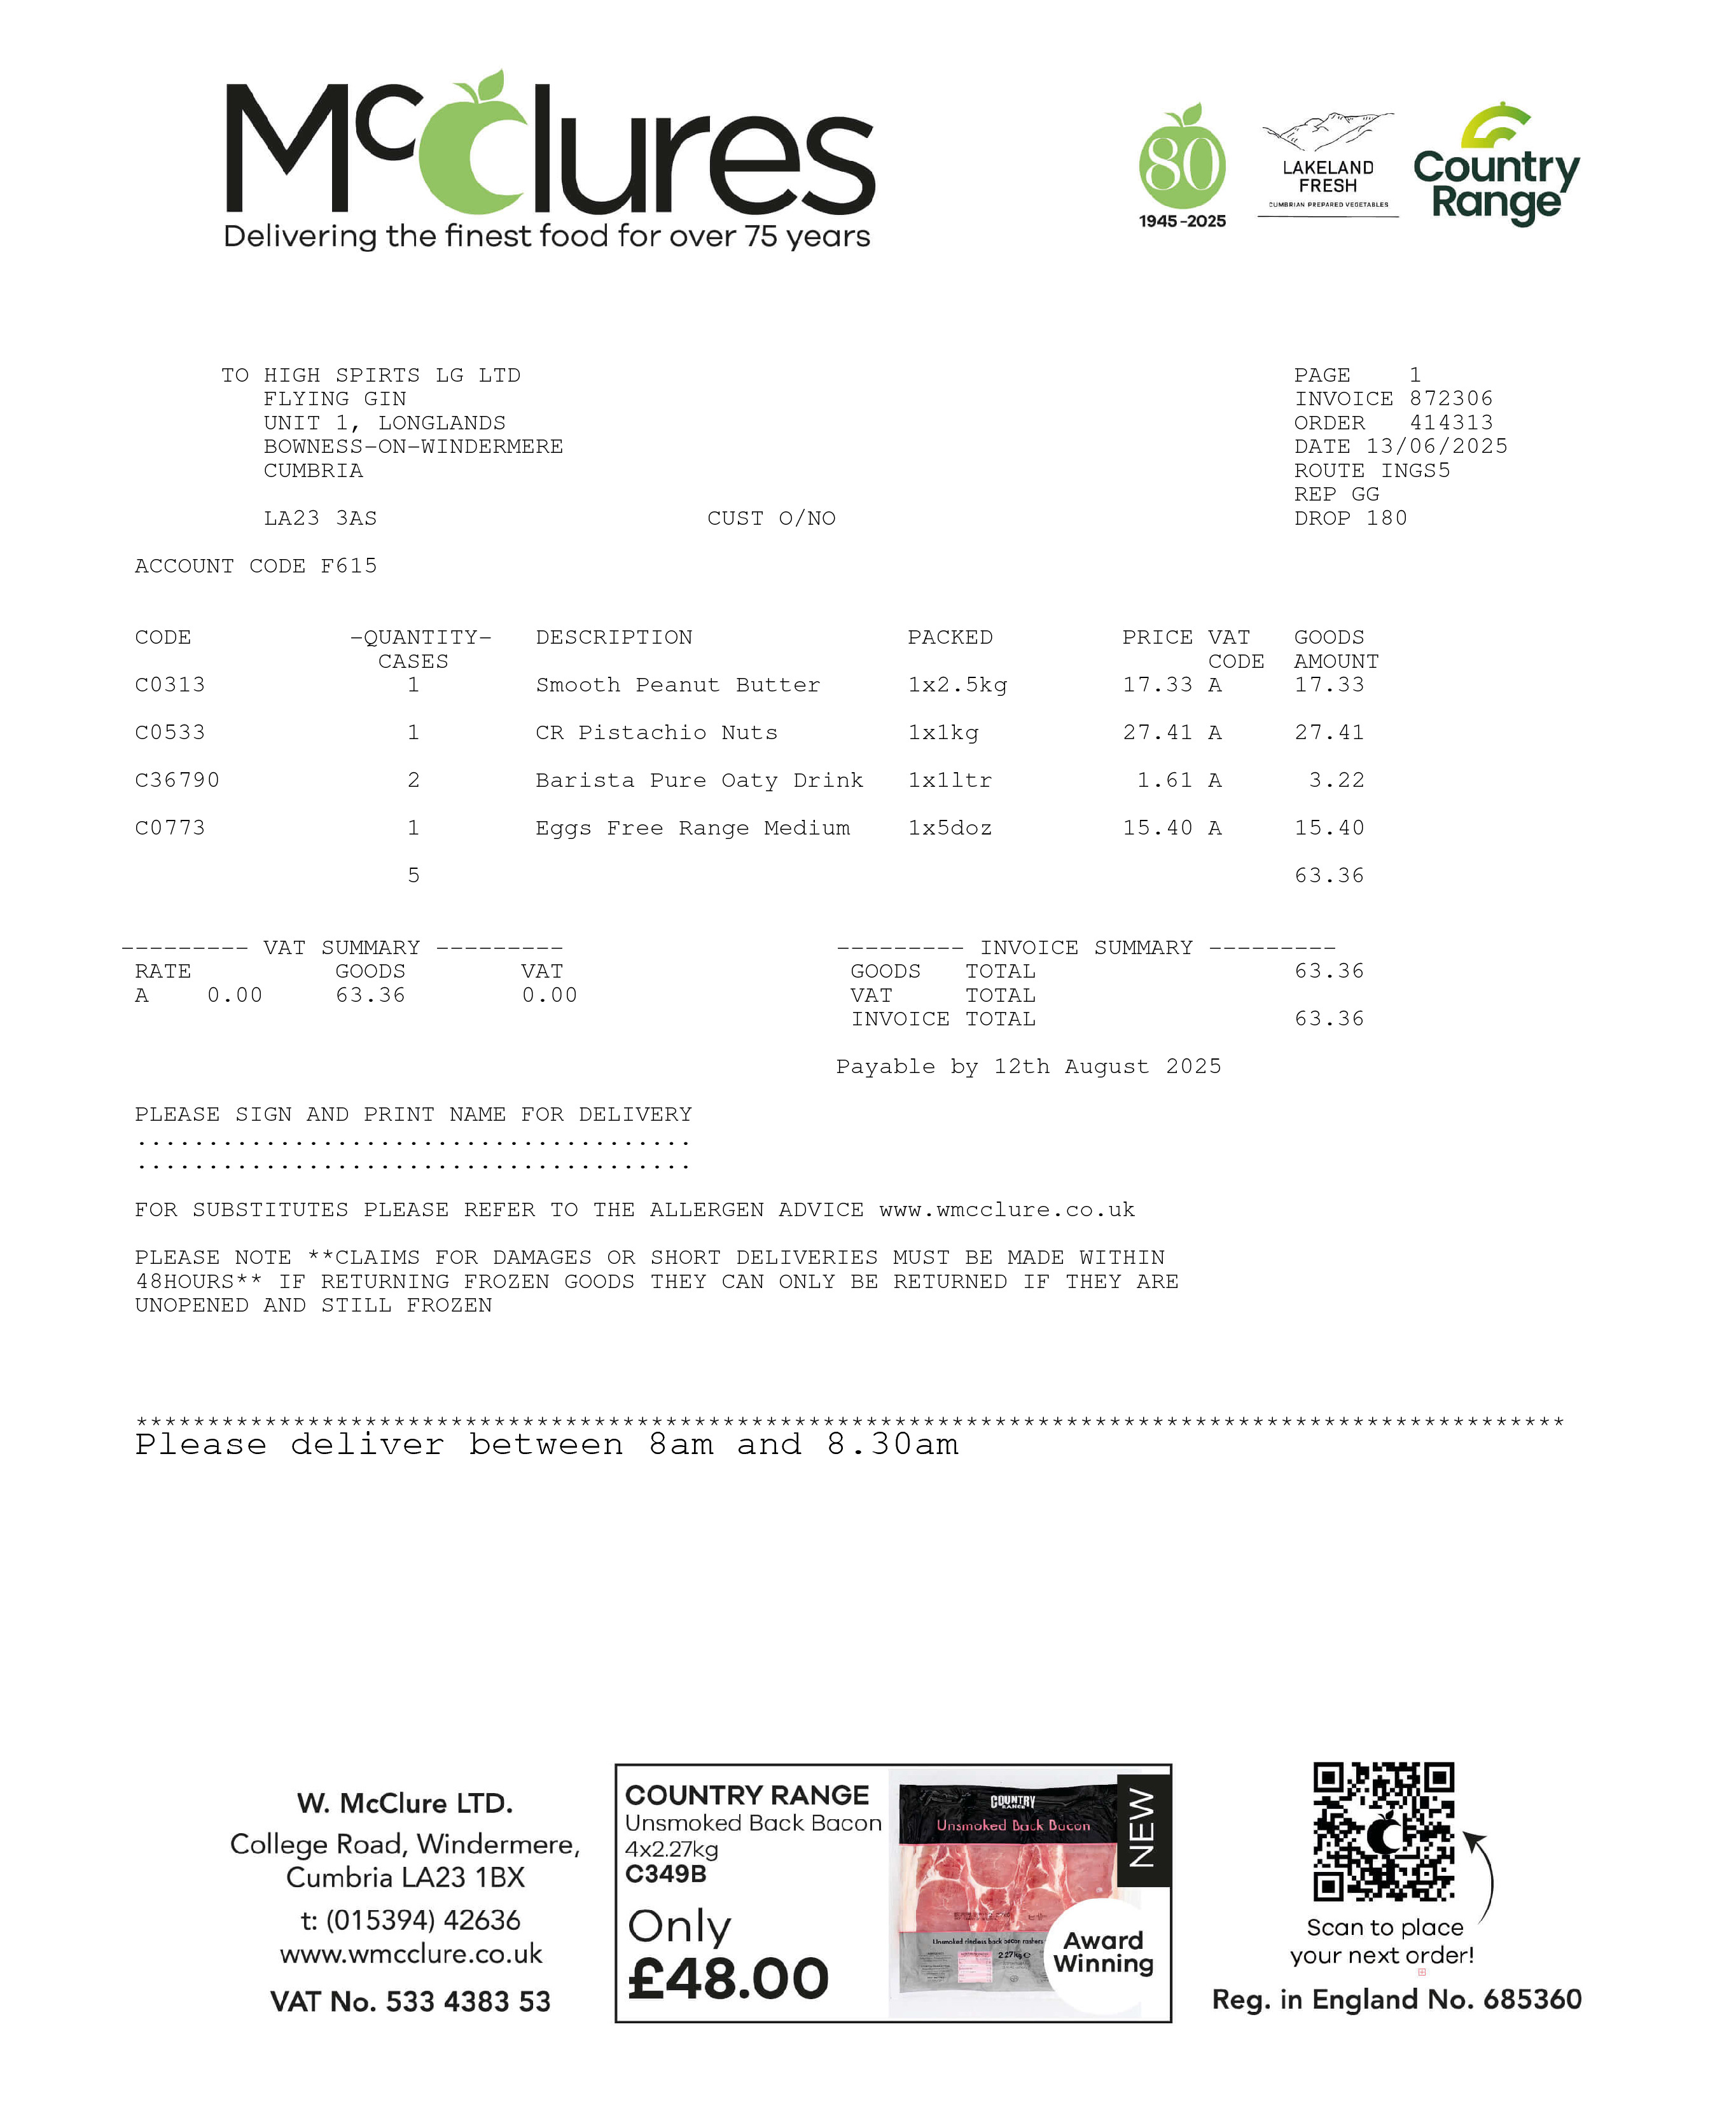 McClures
Delivering the finest food for over 75 years
80
1945-2025
LAKELAND
FRESH
CUMBRIAN PREPARED VEGETABLES
Country
Range
TO HIGH SPIRTS LG LTD PAGE 1
FLYING GIN INVOICE 872306
UNIT 1, LONGLANDS ORDER 414313
BOWNESS-ON-WINDERMERE DATE 13/06/2025
CUMBRIA ROUTE INGS5
REP GG
LA23 3AS CUST O/NO DROP 180
ACCOUNT CODE F615
CODE -QUANTITY- DESCRIPTION PACKED PRICE VAT GOODS
CASES CODE AMOUNT
C0313 1 Smooth Peanut Butter 1x2.5kg 17.33 A 17.33
C0533 1 CR Pistachio Nuts 1x1kg 27.41 A 27.41
C36790 2 Barista Pure Oaty Drink 1x1ltr 1.61 A 3.22
C0773 1 Eggs Free Range Medium 1x5doz 15.40 A 15.40
5 63.36
--------- VAT SUMMARY --------- --------- INVOICE SUMMARY ---------
RATE GOODS VAT GOODS TOTAL 63.36
A 0.00 63.36 0.00 VAT TOTAL
INVOICE TOTAL 63.36
Payable by 12th August 2025
PLEASE SIGN AND PRINT NAME FOR DELIVERY
.......................................
.......................................
FOR SUBSTITUTES PLEASE REFER TO THE ALLERGEN ADVICE www.wmcclure.co.uk
PLEASE NOTE **CLAIMS FOR DAMAGES OR SHORT DELIVERIES MUST BE MADE WITHIN
48HOURS** IF RETURNING FROZEN GOODS THEY CAN ONLY BE RETURNED IF THEY ARE
UNOPENED AND STILL FROZEN
****************************************************************************************************
Please deliver between 8am and 8.30am
W. McClure LTD.
College Road, Windermere,
Cumbria LA23 1BX
t: (015394) 42636
www.wmcclure.co.uk
VAT No. 533 4383 53
COUNTRY RANGE
Unsmoked Back Bacon
4x2.27kg
C349B
Only
£48.00
COUNTRY
RANGE
Unsmoked Back Bacon
Unsmoked rindless back bacon rashers
2.27kg e
NEW
Award
Winning
Scan to place
your next order!
Reg. in England No. 685360